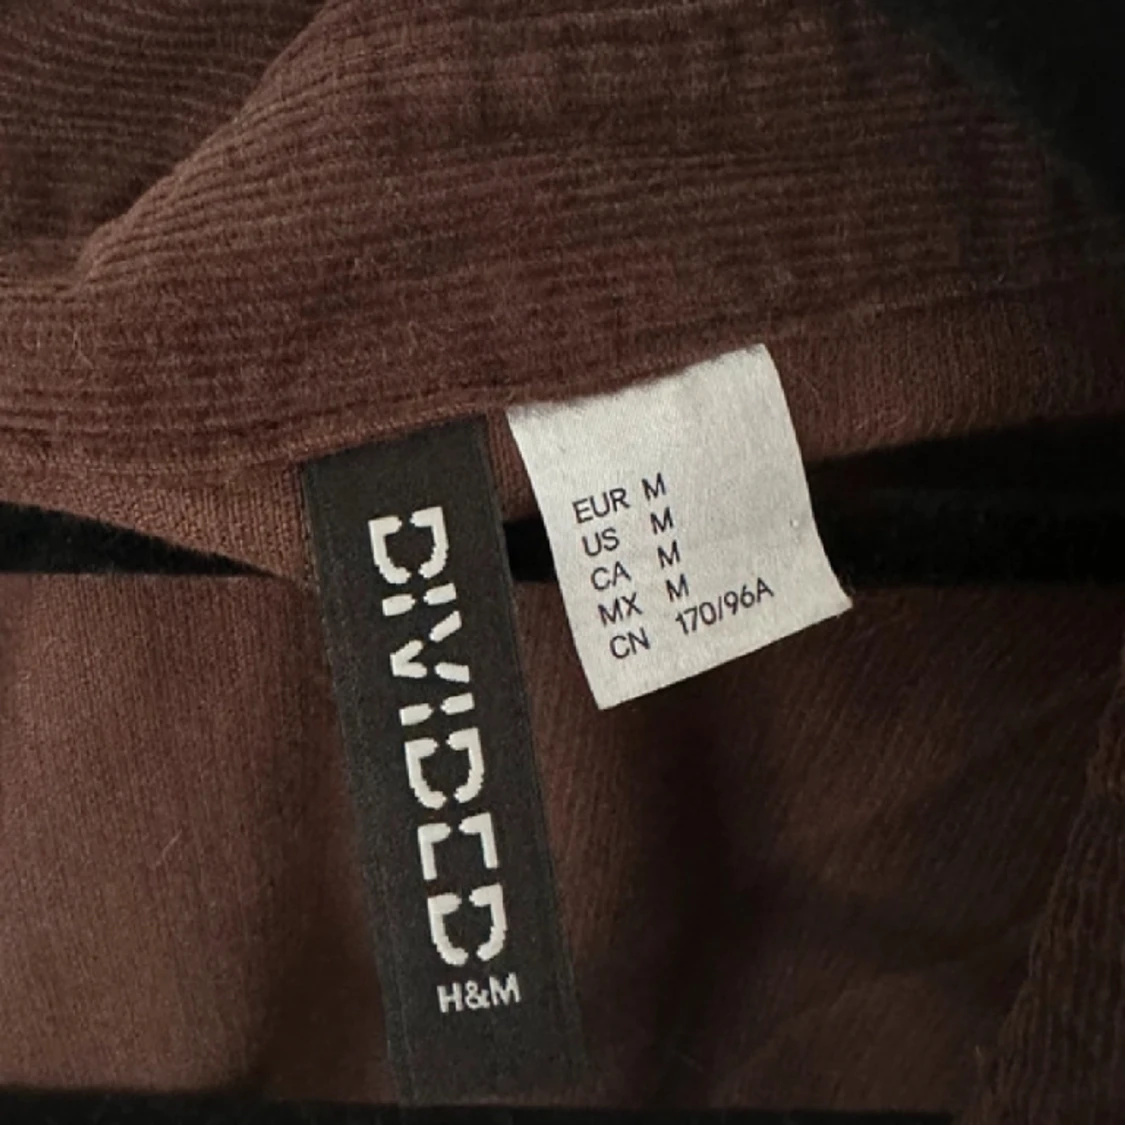 DIVIDED
H&M
EUR M
US M
CA M
MX M
CN 170/96A